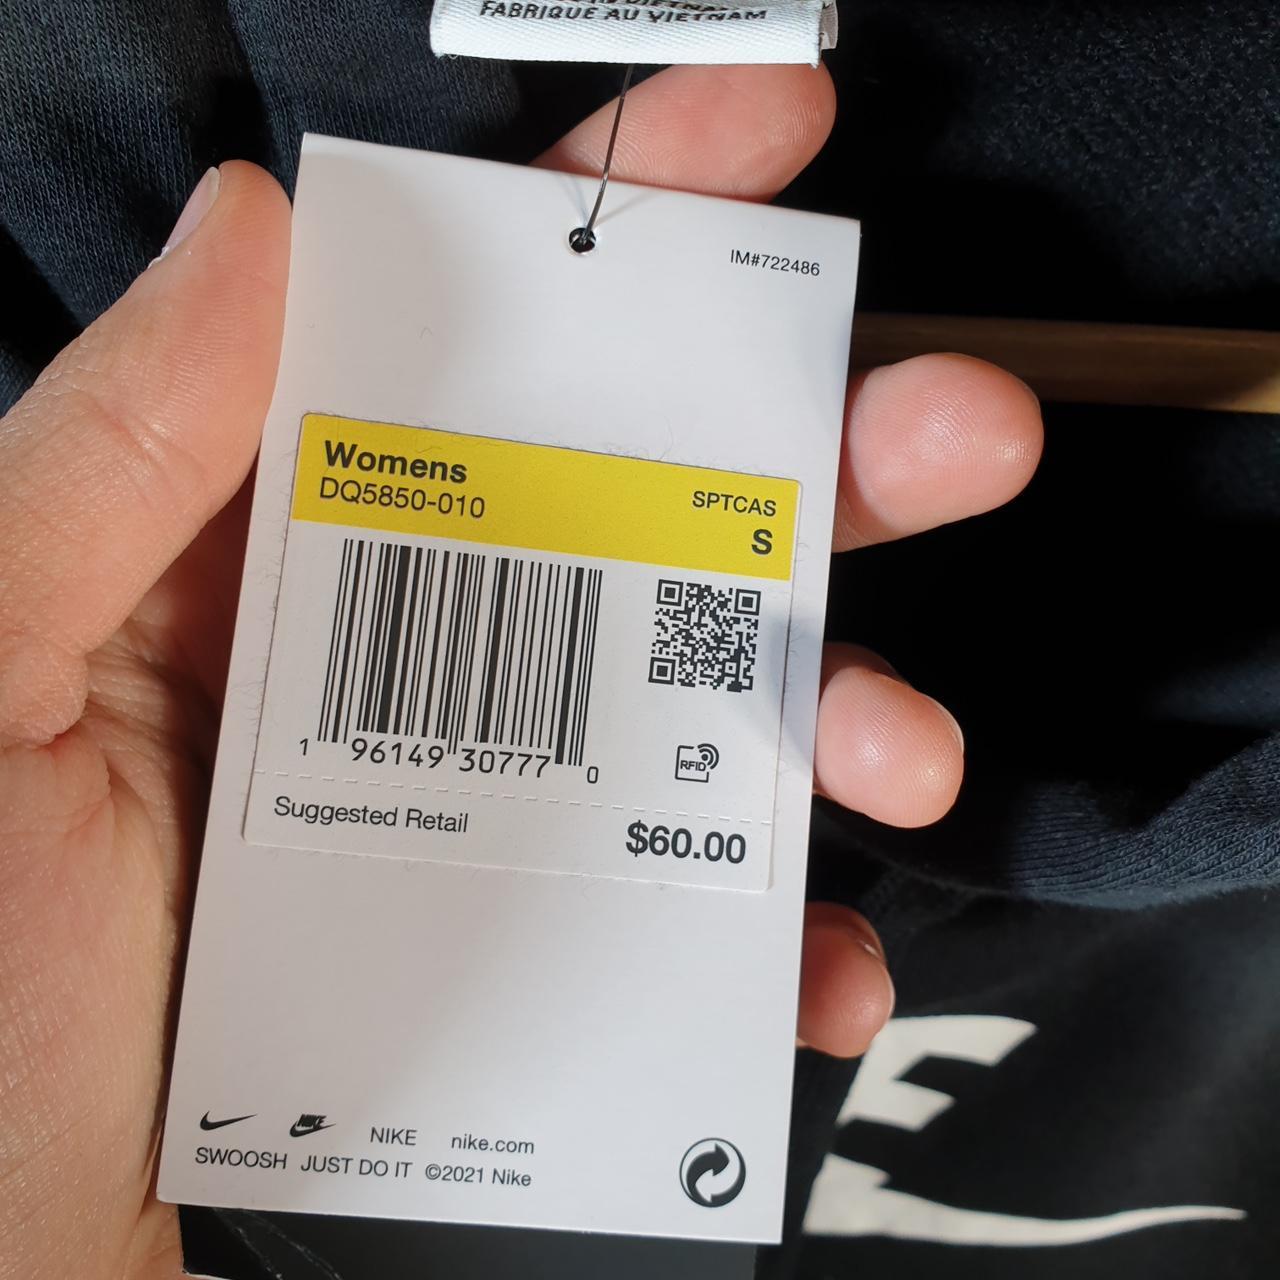 FABRIQUE AU VIETNAM
IM#722486
Womens
DQ5850-010
SPTCAS
S
1 96149 30777 0
RFID
Suggested Retail
$60.00
NIKE nike.com
SWOOSH JUST DO IT ©2021 Nike